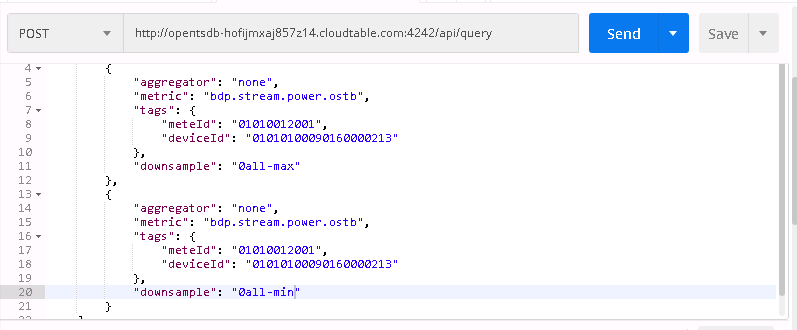 POST
http://opentsdb-hofijmxaj857z14.cloudtable.com:4242/api/query
Send
Save
4 {
5 "aggregator": "none",
6 "metric": "bdp.stream.power.ostb",
7 "tags": {
8 "meteId": "01010012001",
9 "deviceId": "01010100090160000213"
10 },
11 "downsample": "0all-max"
12 },
13 {
14 "aggregator": "none",
15 "metric": "bdp.stream.power.ostb",
16 "tags": {
17 "meteId": "01010012001",
18 "deviceId": "01010100090160000213"
19 },
20 "downsample": "0all-min"
21 }